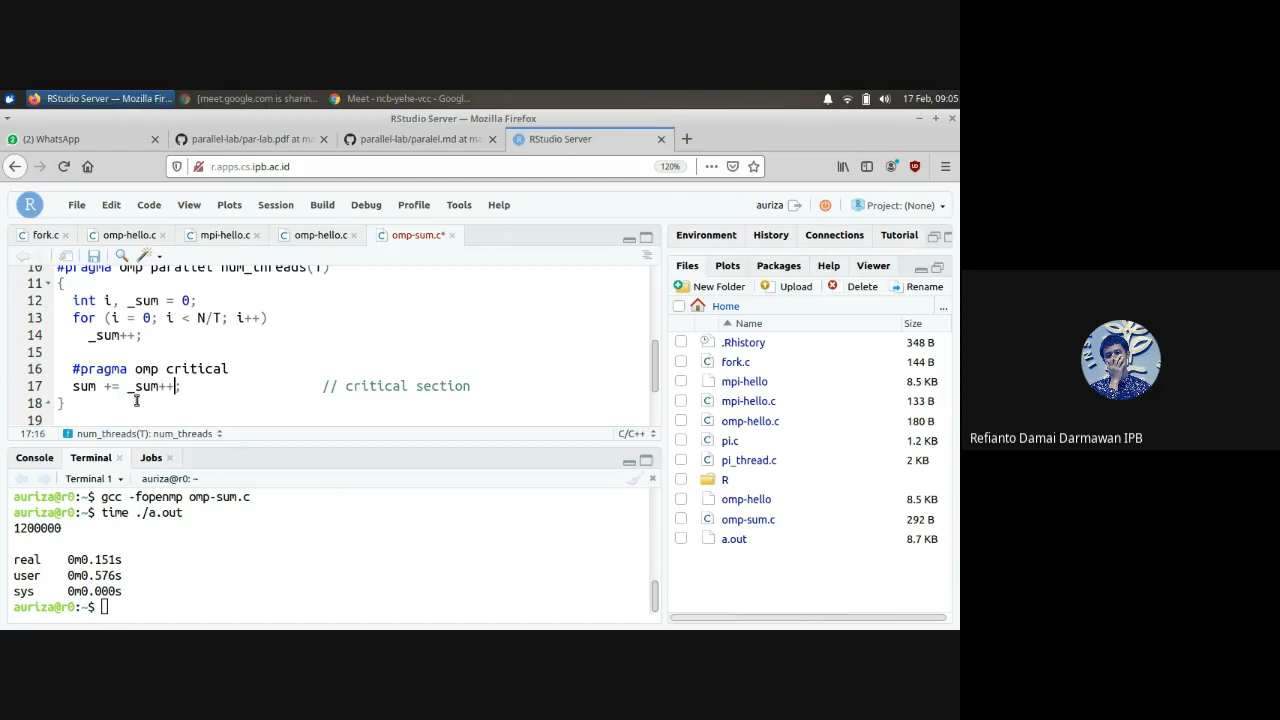 RStudio Server — Mozilla Fir...
[meet.google.com is sharin...
Meet - ncb-yehe-vcc - Googl...
17 Feb, 09:05
RStudio Server — Mozilla Firefox
(2) WhatsApp
parallel-lab/par-lab.pdf at ma
parallel-lab/paralel.md at ma
RStudio Server
r.apps.cs.ipb.ac.id
120%
R
File Edit Code View Plots Session Build Debug Profile Tools Help
auriza
Project: (None)
fork.c
omp-hello.c
mpi-hello.c
omp-hello.c
omp-sum.c*
10 #pragma omp parallel num_threads(T)
11 {
12 int i, _sum = 0;
13 for (i = 0; i < N/T; i++)
14 _sum++;
15
16 #pragma omp critical
17 sum += _sum++; // critical section
18 }
19
17:16 num_threads(T): num_threads C/C++
Console Terminal Jobs
Terminal 1 auriza@r0: ~
auriza@r0:~$ gcc -fopenmp omp-sum.c
auriza@r0:~$ time ./a.out
1200000
real 0m0.151s
user 0m0.576s
sys 0m0.000s
auriza@r0:~$
Environment History Connections Tutorial
Files Plots Packages Help Viewer
New Folder Upload Delete Rename
Home ...
Name Size
.Rhistory 348 B
fork.c 144 B
mpi-hello 8.5 KB
mpi-hello.c 133 B
omp-hello.c 180 B
pi.c 1.2 KB
pi_thread.c 2 KB
R
omp-hello 8.5 KB
omp-sum.c 292 B
a.out 8.7 KB
Refianto Damai Darmawan IPB